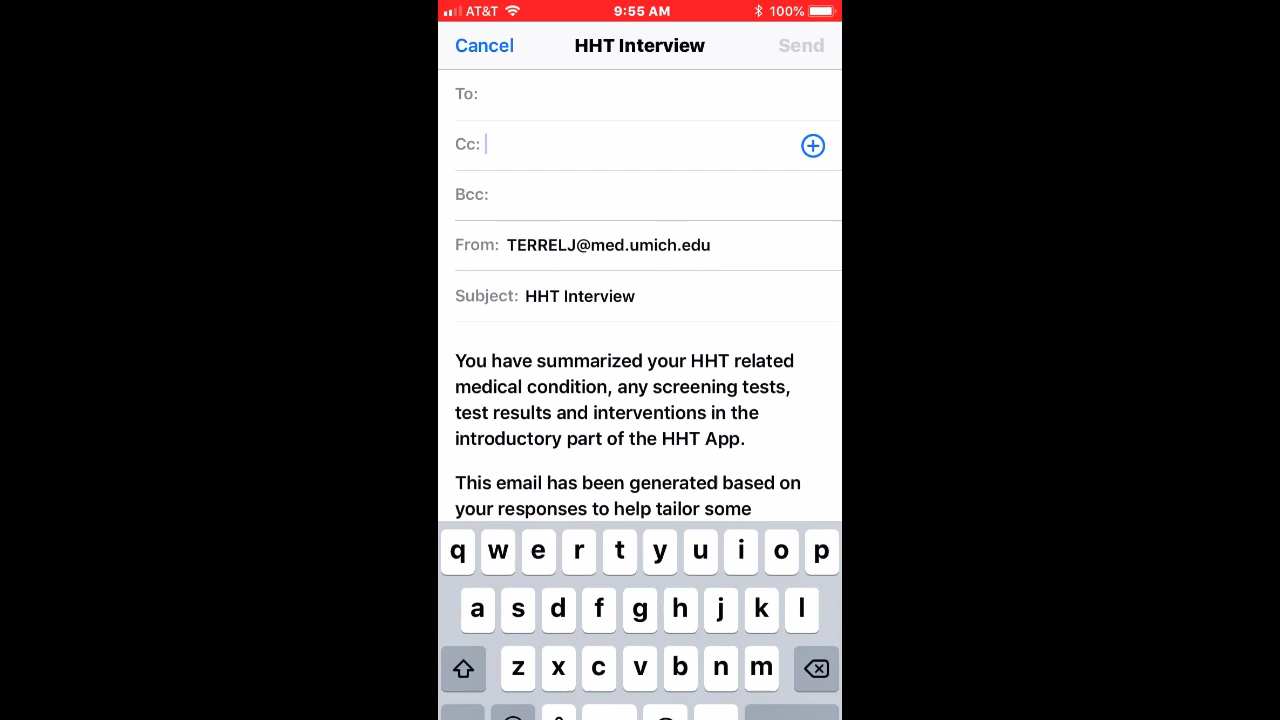 AT&T 9:55 AM 100%
Cancel HHT Interview Send
To:
Cc:
Bcc:
From: TERRELJ@med.umich.edu
Subject: HHT Interview
You have summarized your HHT related
medical condition, any screening tests,
test results and interventions in the
introductory part of the HHT App.
This email has been generated based on
your responses to help tailor some
q w e r t y u i o p
a s d f g h j k l
z x c v b n m